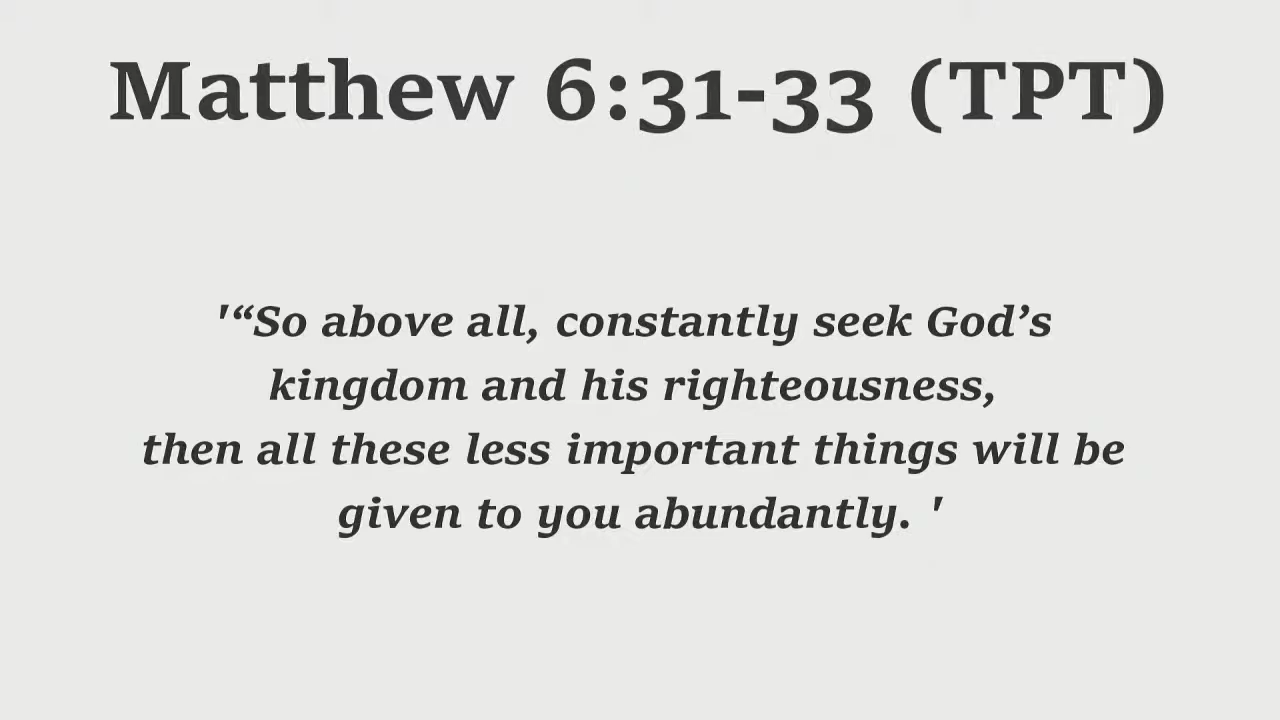 Matthew 6:31-33 (TPT)
'“So above all, constantly seek God’s
kingdom and his righteousness,
then all these less important things will be
given to you abundantly. '